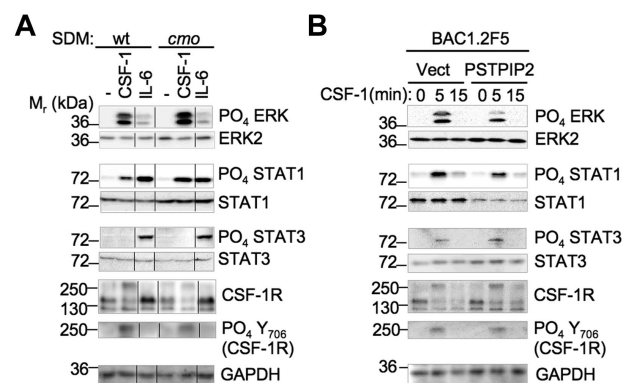 A
SDM: wt cmo
- CSF-1 IL-6 - CSF-1 IL-6
Mr (kDa)
36 PO4 ERK
36 ERK2
72 PO4 STAT1
72 STAT1
72 PO4 STAT3
72 STAT3
250
130 CSF-1R
250 PO4 Y706
(CSF-1R)
36 GAPDH
B
BAC1.2F5
Vect PSTPIP2
CSF-1(min): 0 5 15 0 5 15
36 PO4 ERK
36 ERK2
72 PO4 STAT1
72 STAT1
72 PO4 STAT3
72 STAT3
250
130 CSF-1R
250 PO4 Y706
(CSF-1R)
36 GAPDH